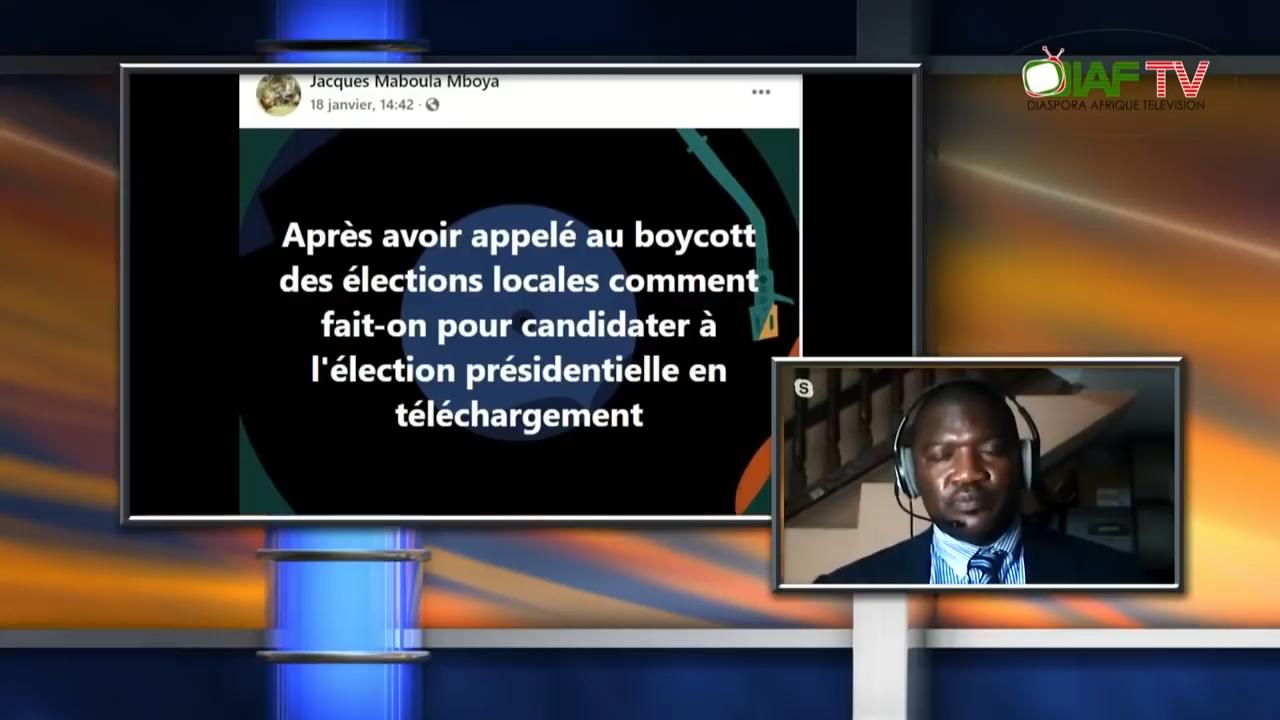 Jacques Maboula Mboya
18 janvier, 14:42 ·
Après avoir appelé au boycott
des élections locales comment
fait-on pour candidater à
l'élection présidentielle en
téléchargement
DIAF TV
DIASPORA AFRIQUE TELEVISION